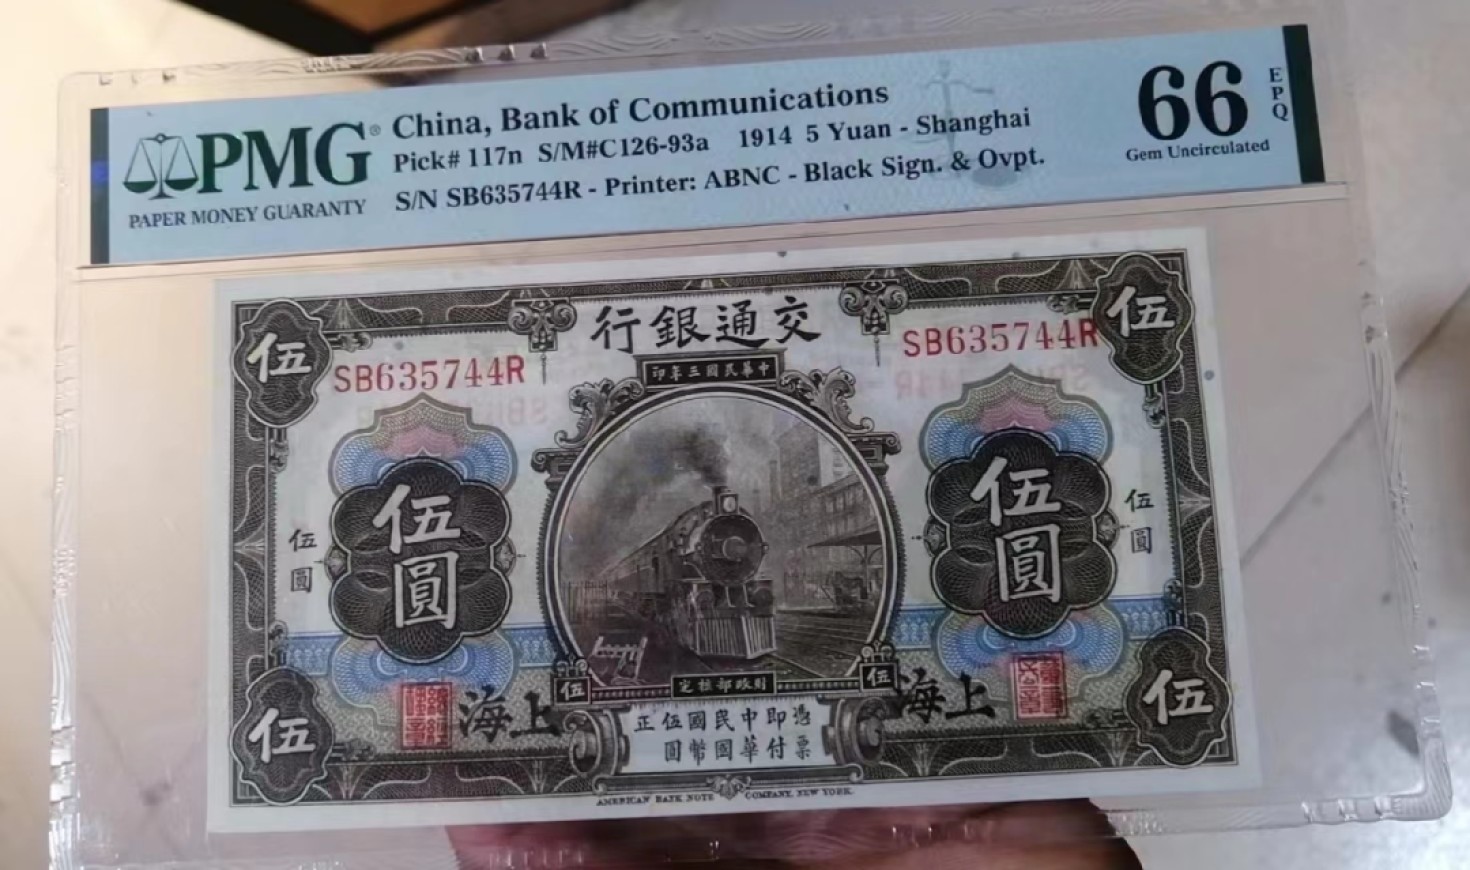 PMG®
PAPER MONEY GUARANTY
China, Bank of Communications
Pick# 117n S/M#C126-93a 1914 5 Yuan - Shanghai
S/N SB635744R - Printer: ABNC - Black Sign. & Ovpt.
66
EPQ
Gem Uncirculated
伍
行銀通交
伍
SB635744R
SB635744R
印年三國民華中
伍圓
伍圓
伍圓
伍圓
伍
定核部政財
伍
海上
海上
伍
正伍國民中即憑
圓幣國華付票
伍
AMERICAN BANK NOTE COMPANY, NEW YORK.